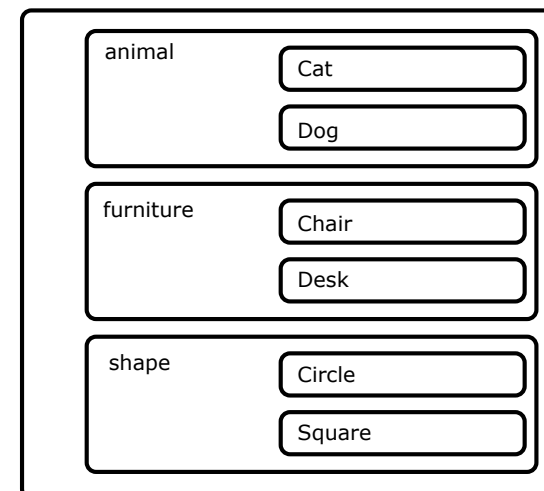 animal
Cat
Dog
furniture
Chair
Desk
shape
Circle
Square